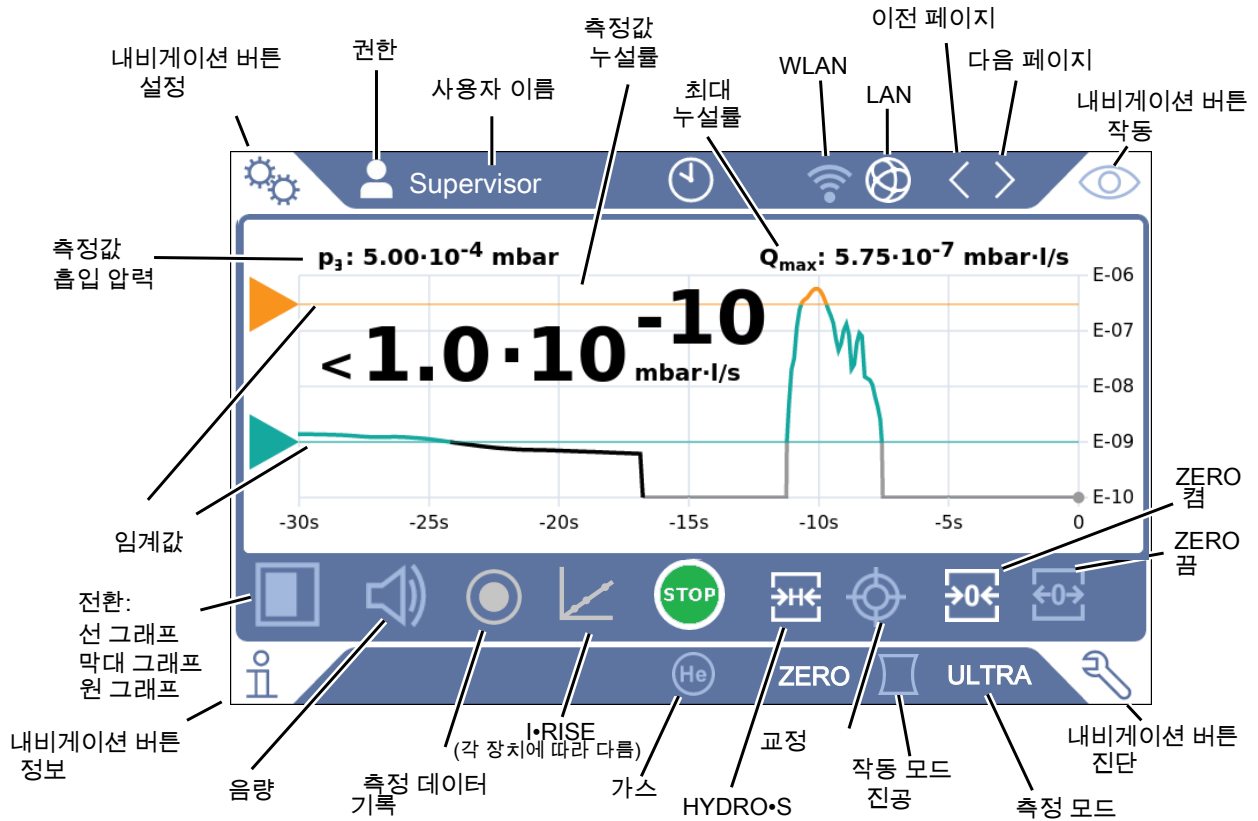 이전 페이지
측정값
누설률
권한
내비게이션 버튼
설정
WLAN
다음 페이지
사용자 이름
최대
누설률
LAN
내비게이션 버튼
작동
Supervisor
측정값
흡입 압력
p₃: 5.00·10⁻⁴ mbar
Qmax: 5.75·10⁻⁷ mbar·l/s
E-06
<1.0·10⁻¹⁰
mbar·l/s
E-07
E-08
E-09
E-10
-30s
-25s
-20s
-15s
-10s
-5s
0
ZERO
켬
임계값
ZERO
끔
전환:
선 그래프
막대 그래프
원 그래프
STOP
>H<
>0<
<0>
He
ZERO
ULTRA
내비게이션 버튼
정보
음량
측정 데이터
기록
I•RISE
(각 장치에 따라 다름)
가스
HYDRO•S
교정
작동 모드
진공
측정 모드
내비게이션 버튼
진단